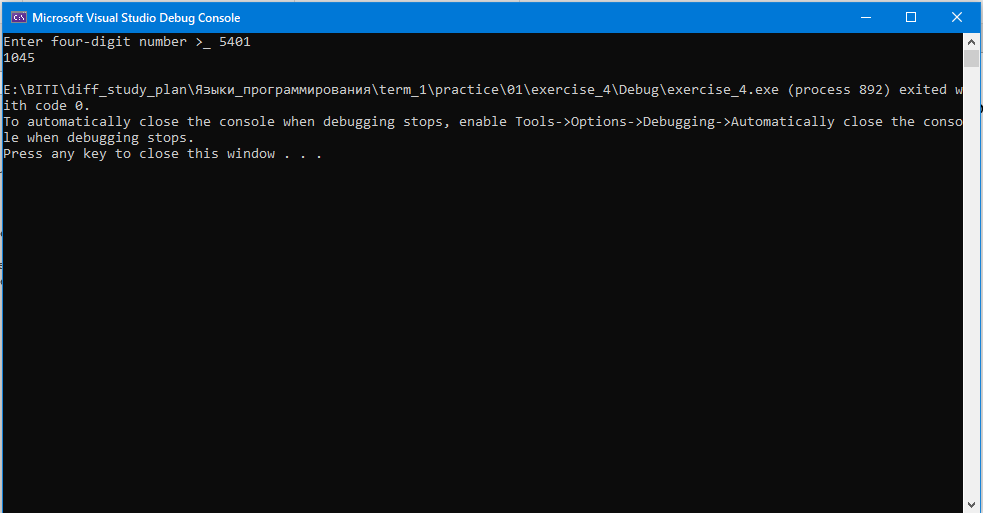 Microsoft Visual Studio Debug Console
Enter four-digit number >_ 5401
1045
E:\BITI\diff_study_plan\Языки_программирования\term_1\practice\01\exercise_4\Debug\exercise_4.exe (process 892) exited w
ith code 0.
To automatically close the console when debugging stops, enable Tools->Options->Debugging->Automatically close the conso
le when debugging stops.
Press any key to close this window . . .